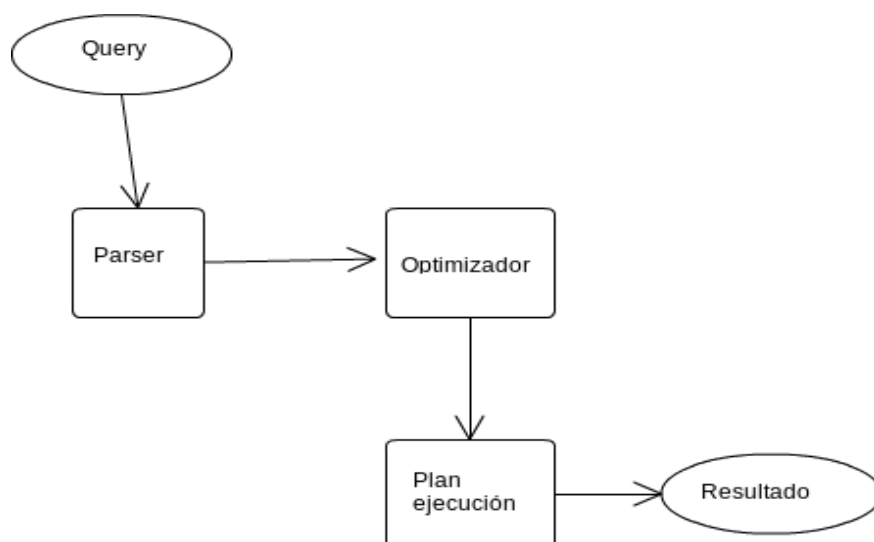 Query
Parser
Optimizador
Plan
ejecución
Resultado